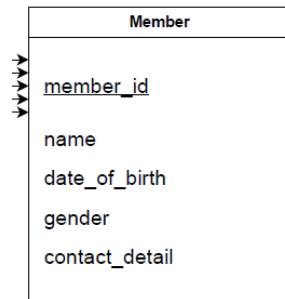 Member
member_id
name
date_of_birth
gender
contact_detail